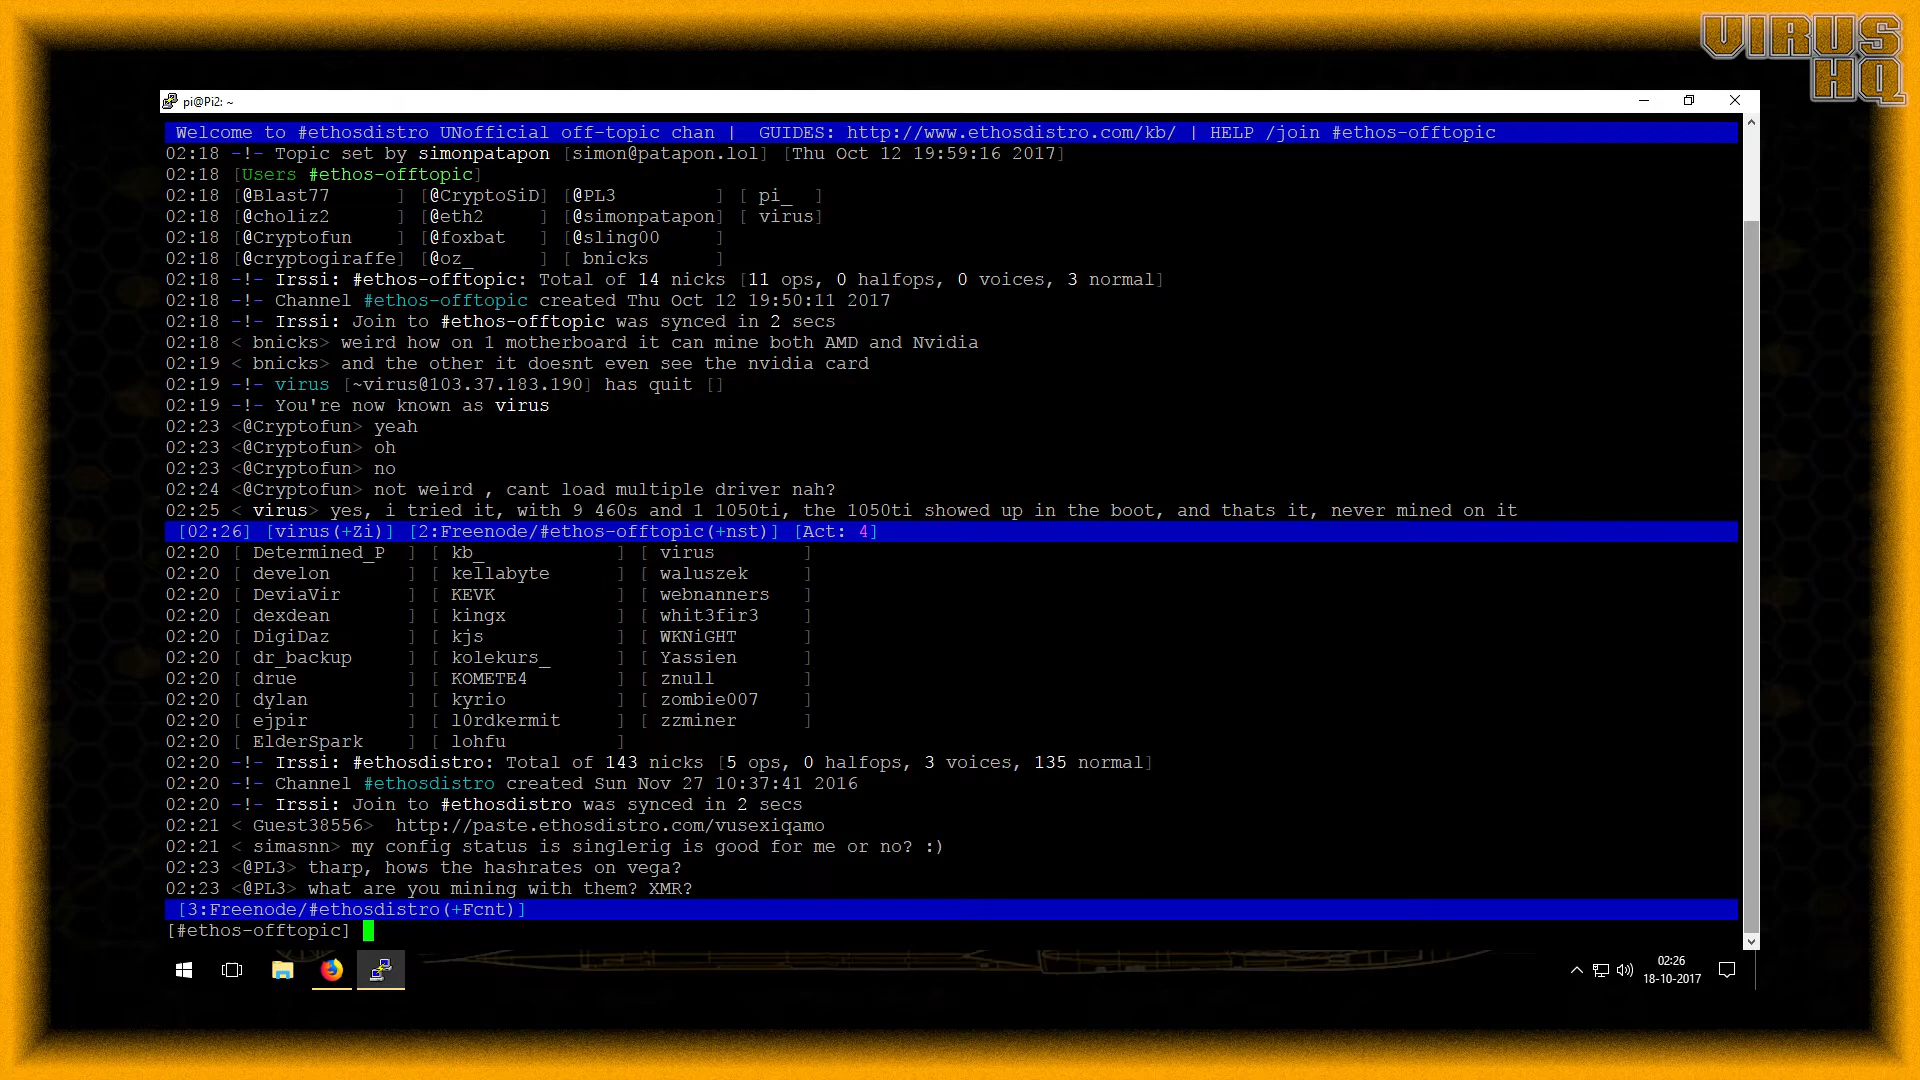 VIRUS
HQ
pi@Pi2: ~
Welcome to #ethosdistro UNofficial off-topic chan | GUIDES: http://www.ethosdistro.com/kb/ | HELP /join #ethos-offtopic
02:18 -!- Topic set by simonpatapon [simon@patapon.lol] [Thu Oct 12 19:59:16 2017]
02:18 [Users #ethos-offtopic]
02:18 [@Blast77 ] [@CryptoSiD] [@PL3 ] [ pi_ ]
02:18 [@choliz2 ] [@eth2 ] [@simonpatapon] [ virus]
02:18 [@Cryptofun ] [@foxbat ] [@sling00 ]
02:18 [@cryptogiraffe] [@oz_ ] [ bnicks ]
02:18 -!- Irssi: #ethos-offtopic: Total of 14 nicks [11 ops, 0 halfops, 0 voices, 3 normal]
02:18 -!- Channel #ethos-offtopic created Thu Oct 12 19:50:11 2017
02:18 -!- Irssi: Join to #ethos-offtopic was synced in 2 secs
02:18 < bnicks> weird how on 1 motherboard it can mine both AMD and Nvidia
02:19 < bnicks> and the other it doesnt even see the nvidia card
02:19 -!- virus [~virus@103.37.183.190] has quit []
02:19 -!- You're now known as virus
02:23 <@Cryptofun> yeah
02:23 <@Cryptofun> oh
02:23 <@Cryptofun> no
02:24 <@Cryptofun> not weird , cant load multiple driver nah?
02:25 < virus> yes, i tried it, with 9 460s and 1 1050ti, the 1050ti showed up in the boot, and thats it, never mined on it
[02:26] [virus(+Zi)] [2:Freenode/#ethos-offtopic(+nst)] [Act: 4]
02:20 [ Determined_P ] [ kb_ ] [ virus ]
02:20 [ develon ] [ kellabyte ] [ waluszek ]
02:20 [ DeviaVir ] [ KEVK ] [ webnanners ]
02:20 [ dexdean ] [ kingx ] [ whit3fir3 ]
02:20 [ DigiDaz ] [ kjs ] [ WKNiGHT ]
02:20 [ dr_backup ] [ kolekurs_ ] [ Yassien ]
02:20 [ drue ] [ KOMETE4 ] [ znull ]
02:20 [ dylan ] [ kyrio ] [ zombie007 ]
02:20 [ ejpir ] [ l0rdkermit ] [ zzminer ]
02:20 [ ElderSpark ] [ lohfu ]
02:20 -!- Irssi: #ethosdistro: Total of 143 nicks [5 ops, 0 halfops, 3 voices, 135 normal]
02:20 -!- Channel #ethosdistro created Sun Nov 27 10:37:41 2016
02:20 -!- Irssi: Join to #ethosdistro was synced in 2 secs
02:21 < Guest38556> http://paste.ethosdistro.com/vusexiqamo
02:21 < simasnn> my config status is singlerig is good for me or no? :)
02:23 <@PL3> tharp, hows the hashrates on vega?
02:23 <@PL3> what are you mining with them? XMR?
[3:Freenode/#ethosdistro(+Fcnt)]
[#ethos-offtopic]
02:26
18-10-2017